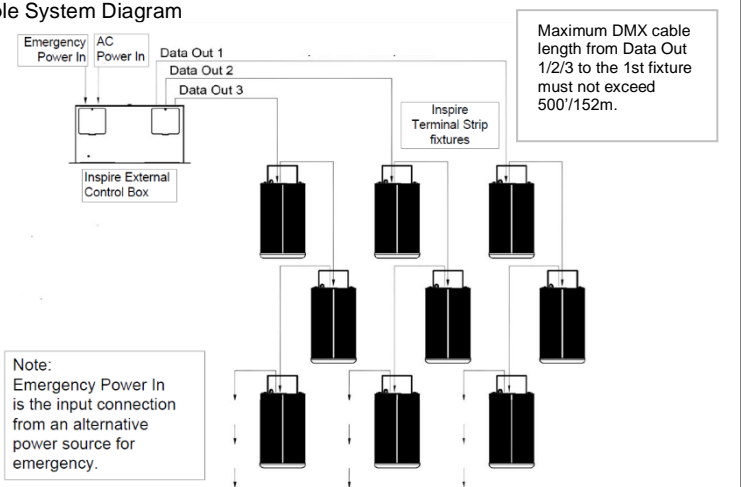 System Diagram
Emergency Power In
AC Power In
Data Out 1
Data Out 2
Data Out 3
Inspire External
Control Box
Inspire
Terminal Strip
fixtures
Maximum DMX cable
length from Data Out
1/2/3 to the 1st fixture
must not exceed
500'/152m.
Note:
Emergency Power In
is the input connection
from an alternative
power source for
emergency.